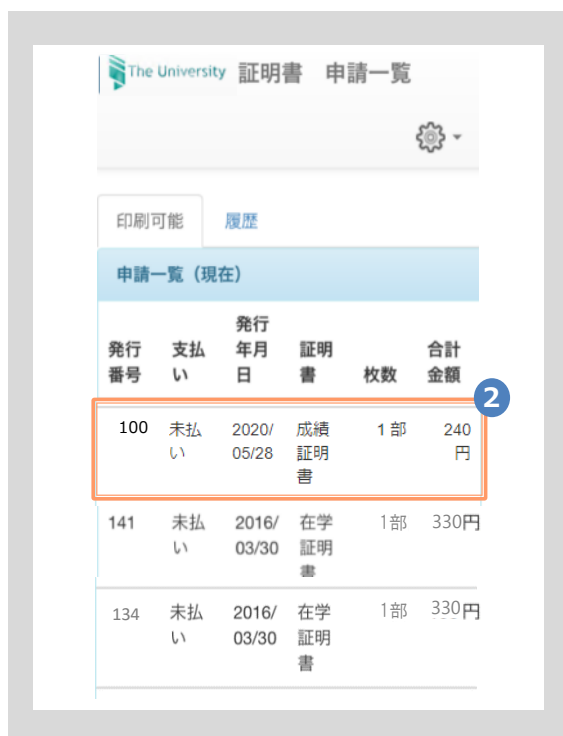 The University 証明書 申請一覧
印刷可能 履歴
申請一覧（現在）
発行
発行 支払 年月 証明 合計
番号 い 日 書 枚数 金額
2
100 未払 2020/ 成績 1 部 240
い 05/28 証明 円
書
141 未払 2016/ 在学 1部 330円
い 03/30 証明
書
134 未払 2016/ 在学 1部 330円
い 03/30 証明
書